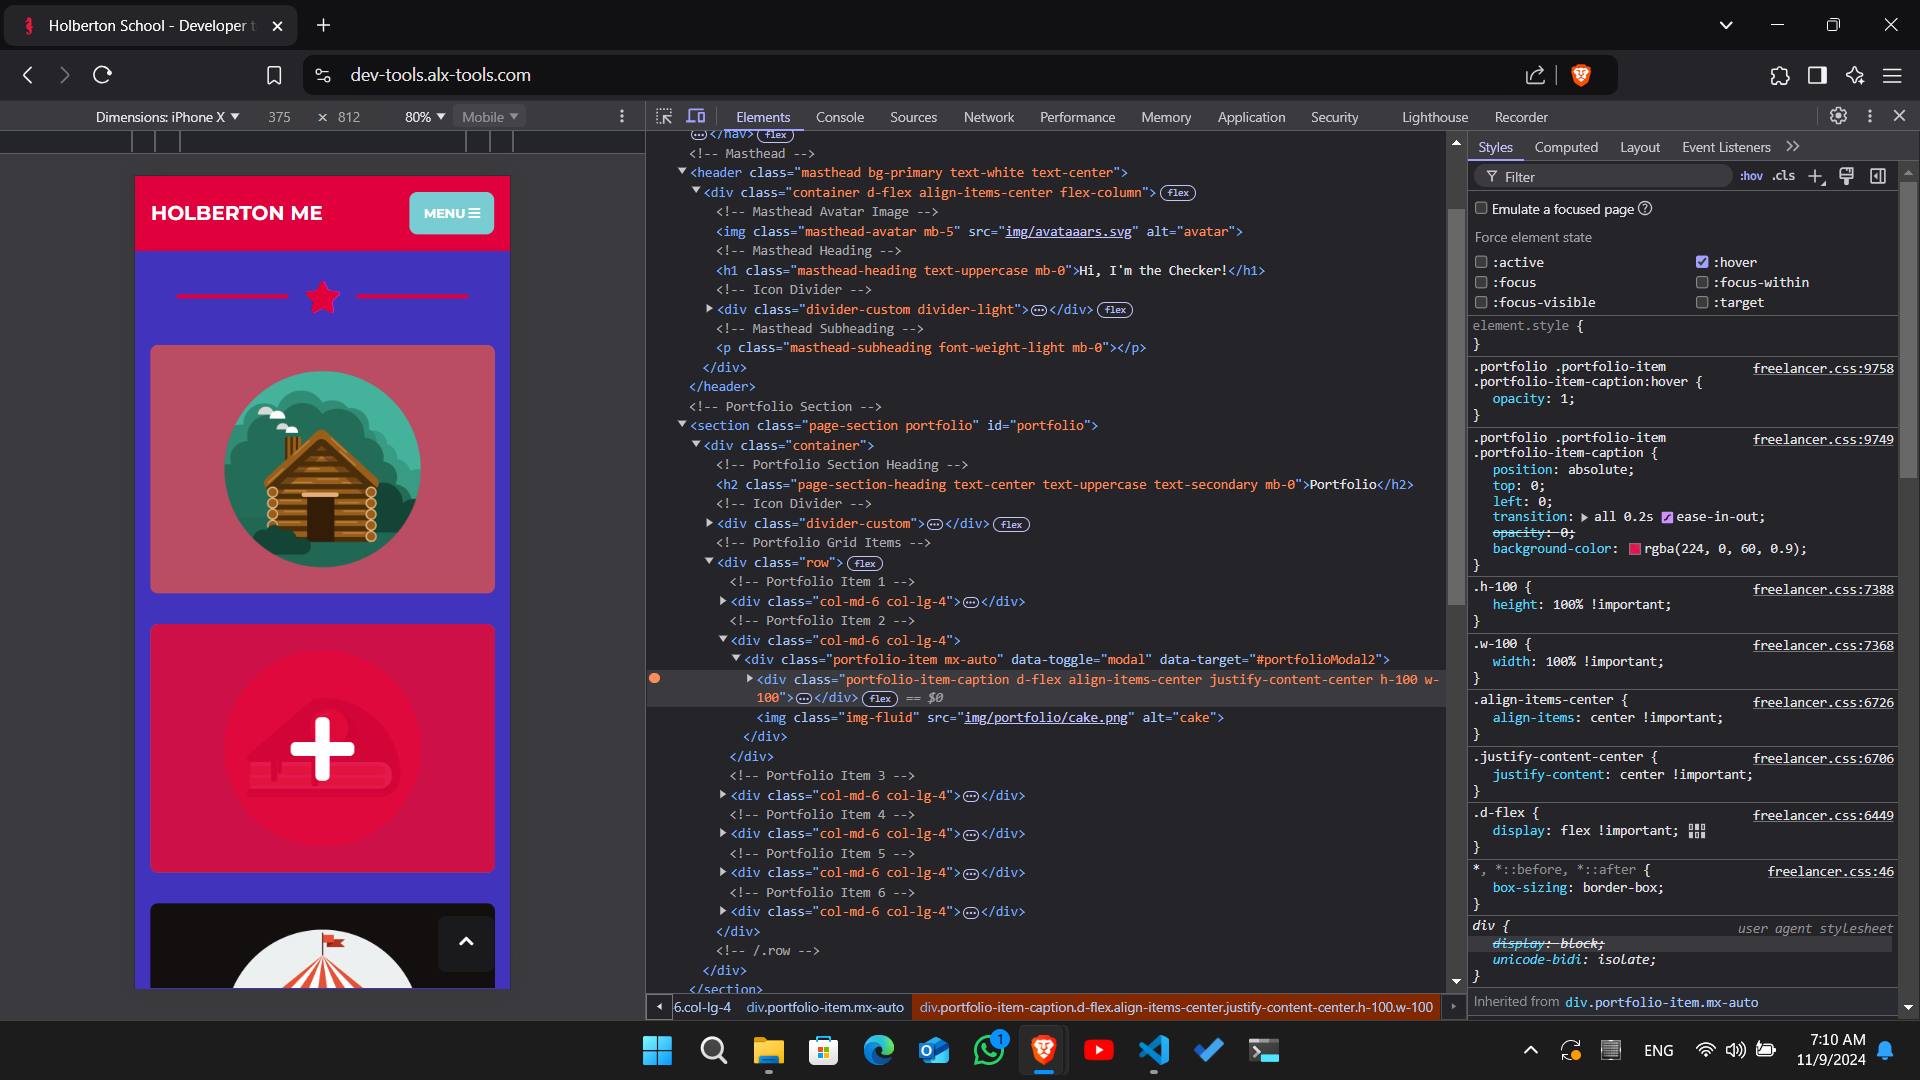 Holberton School - Developer t
dev-tools.alx-tools.com
Dimensions: iPhone X
375
×
812
80%
Mobile
Elements
Console
Sources
Network
Performance
Memory
Application
Security
Lighthouse
Recorder
HOLBERTON ME
MENU
</nav> flex
<!-- Masthead -->
<header class="masthead bg-primary text-white text-center">
<div class="container d-flex align-items-center flex-column"> flex
<!-- Masthead Avatar Image -->
<img class="masthead-avatar mb-5" src="img/avataaars.svg" alt="avatar">
<!-- Masthead Heading -->
<h1 class="masthead-heading text-uppercase mb-0">Hi, I'm the Checker!</h1>
<!-- Icon Divider -->
<div class="divider-custom divider-light"> </div> flex
<!-- Masthead Subheading -->
<p class="masthead-subheading font-weight-light mb-0"></p>
</div>
</header>
<!-- Portfolio Section -->
<section class="page-section portfolio" id="portfolio">
<div class="container">
<!-- Portfolio Section Heading -->
<h2 class="page-section-heading text-center text-uppercase text-secondary mb-0">Portfolio</h2>
<!-- Icon Divider -->
<div class="divider-custom"> </div> flex
<!-- Portfolio Grid Items -->
<div class="row"> flex
<!-- Portfolio Item 1 -->
<div class="col-md-6 col-lg-4"> </div>
<!-- Portfolio Item 2 -->
<div class="col-md-6 col-lg-4">
<div class="portfolio-item mx-auto" data-toggle="modal" data-target="#portfolioModal2">
<div class="portfolio-item-caption d-flex align-items-center justify-content-center h-100 w-
100"> </div> flex == $0
<img class="img-fluid" src="img/portfolio/cake.png" alt="cake">
</div>
</div>
<!-- Portfolio Item 3 -->
<div class="col-md-6 col-lg-4"> </div>
<!-- Portfolio Item 4 -->
<div class="col-md-6 col-lg-4"> </div>
<!-- Portfolio Item 5 -->
<div class="col-md-6 col-lg-4"> </div>
<!-- Portfolio Item 6 -->
<div class="col-md-6 col-lg-4"> </div>
</div>
<!-- /.row -->
</div>
</section>
6.col-lg-4 div.portfolio-item.mx-auto div.portfolio-item-caption.d-flex.align-items-center.justify-content-center.h-100.w-100
Styles
Computed
Layout
Event Listeners
Filter
:hov
.cls
Emulate a focused page
Force element state
:active
:hover
:focus
:focus-within
:focus-visible
:target
element.style {
}
.portfolio .portfolio-item freelancer.css:9758
.portfolio-item-caption:hover {
opacity: 1;
}
.portfolio .portfolio-item freelancer.css:9749
.portfolio-item-caption {
position: absolute;
top: 0;
left: 0;
transition: all 0.2s ease-in-out;
opacity: 0;
background-color: rgba(224, 0, 60, 0.9);
}
.h-100 { freelancer.css:7388
height: 100% !important;
}
.w-100 { freelancer.css:7368
width: 100% !important;
}
.align-items-center { freelancer.css:6726
align-items: center !important;
}
.justify-content-center { freelancer.css:6706
justify-content: center !important;
}
.d-flex { freelancer.css:6449
display: flex !important;
}
*, *::before, *::after { freelancer.css:46
box-sizing: border-box;
}
div { user agent stylesheet
display: block;
unicode-bidi: isolate;
}
Inherited from div.portfolio-item.mx-auto
1
ENG
7:10 AM
11/9/2024